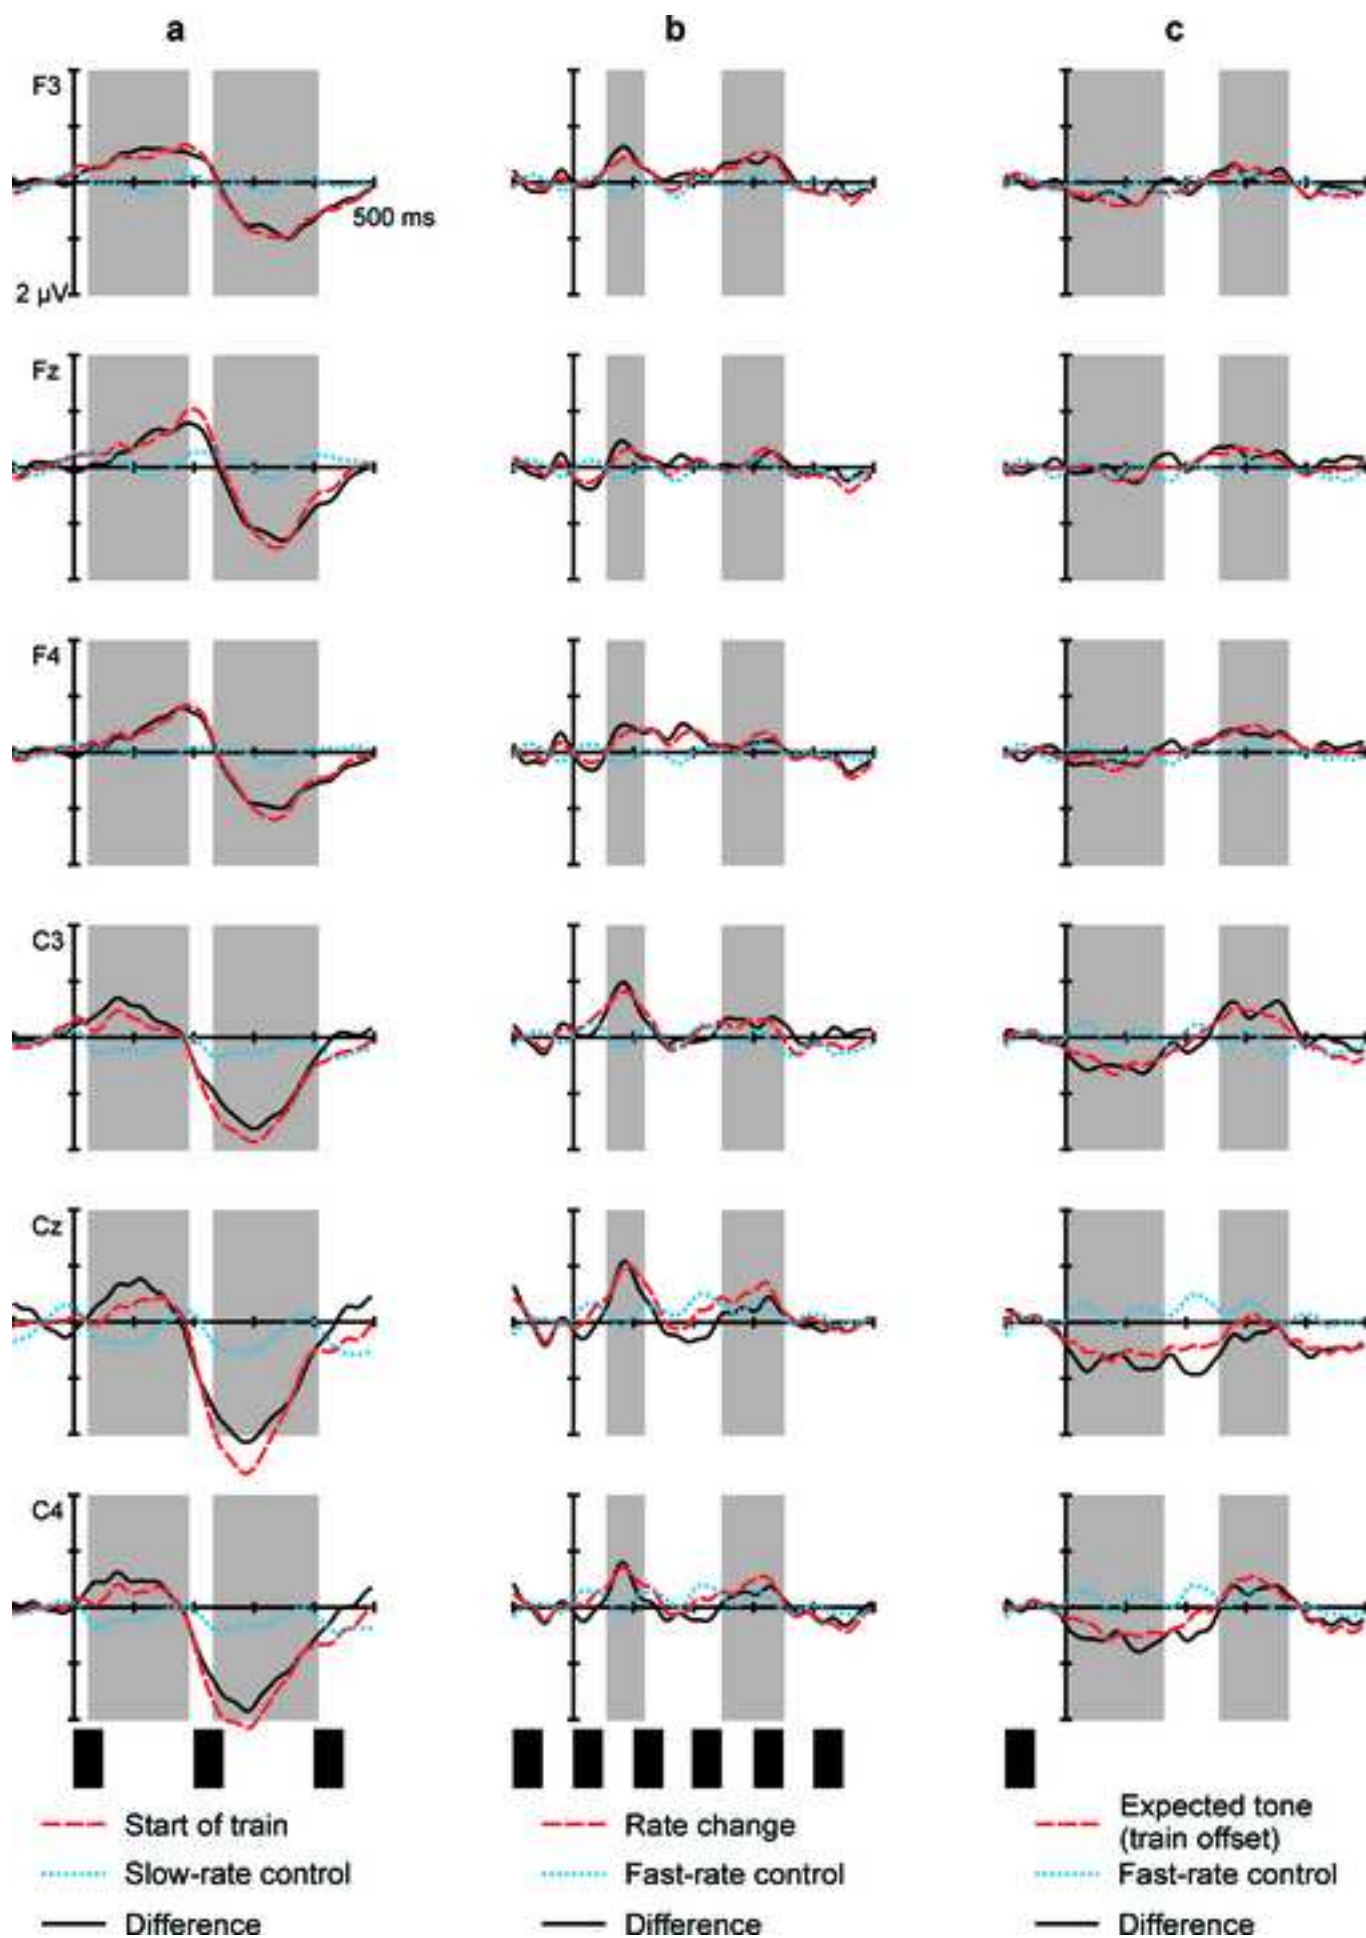 a b c
F3
500 ms
2 µV
Fz
F4
C3
Cz
C4
Start of train
Slow-rate control
Difference
Rate change
Fast-rate control
Difference
Expected tone
(train offset)
Fast-rate control
Difference